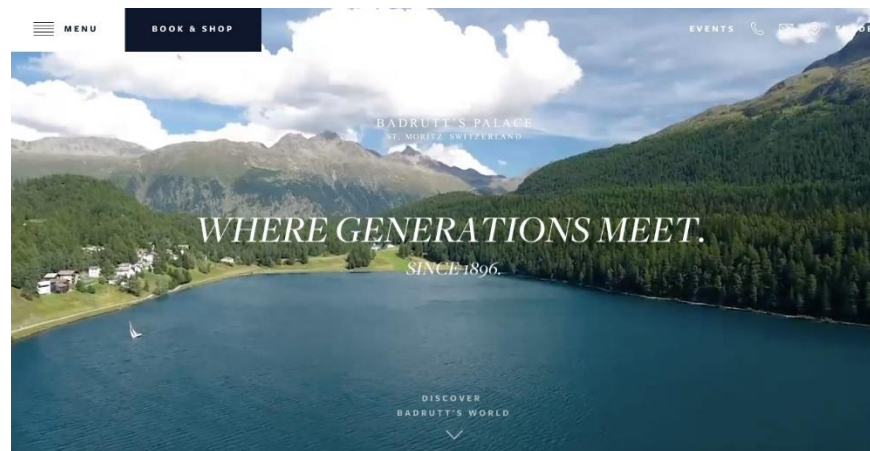 MENU
BOOK & SHOP
EVENTS
BADRUTT'S PALACE
ST. MORITZ SWITZERLAND
WHERE GENERATIONS MEET.
SINCE 1896.
DISCOVER
BADRUTT'S WORLD